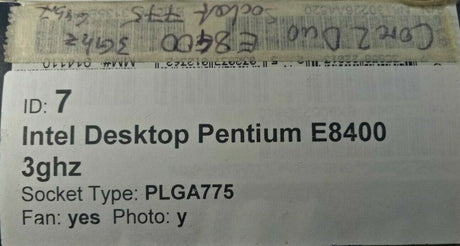 Socket 775
Core 2 Duo E8400 3Ghz
ID: 7
Intel Desktop Pentium E8400
3ghz
Socket Type: PLGA775
Fan: yes Photo: y